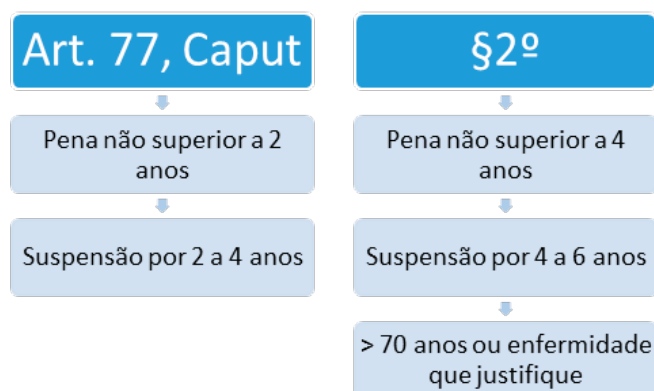 Art. 77, Caput
Pena não superior a 2
anos
Suspensão por 2 a 4 anos
§2º
Pena não superior a 4
anos
Suspensão por 4 a 6 anos
> 70 anos ou enfermidade
que justifique